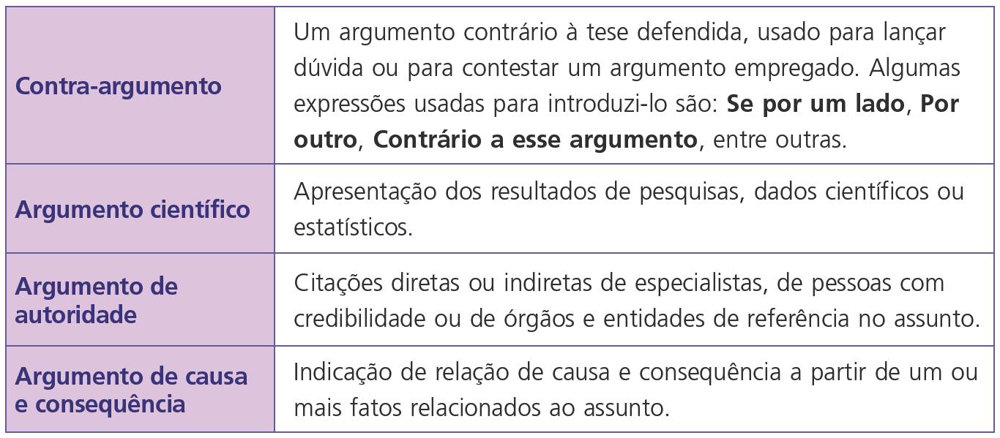 Contra-argumento
Um argumento contrário à tese defendida, usado para lançar
dúvida ou para contestar um argumento empregado. Algumas
expressões usadas para introduzi-lo são: Se por um lado, Por
outro, Contrário a esse argumento, entre outras.
Argumento científico
Apresentação dos resultados de pesquisas, dados científicos ou
estatísticos.
Argumento de
autoridade
Citações diretas ou indiretas de especialistas, de pessoas com
credibilidade ou de órgãos e entidades de referência no assunto.
Argumento de causa
e consequência
Indicação de relação de causa e consequência a partir de um ou
mais fatos relacionados ao assunto.